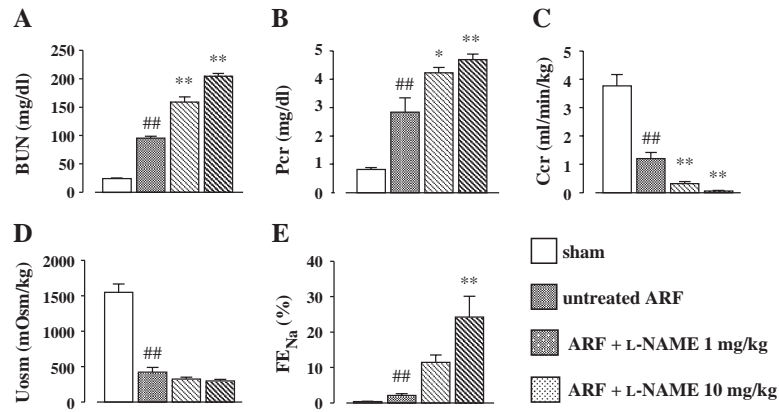 A
BUN (mg/dl)
250
200
150
100
50
0
##
**
**
B
Pcr (mg/dl)
5
4
3
2
1
0
##
*
**
C
Ccr (ml/min/kg)
5
4
3
2
1
0
##
**
**
D
Uosm (mOsm/kg)
2000
1500
1000
500
0
##
E
FENa (%)
40
30
20
10
0
##
**
sham
untreated ARF
ARF + L-NAME 1 mg/kg
ARF + L-NAME 10 mg/kg